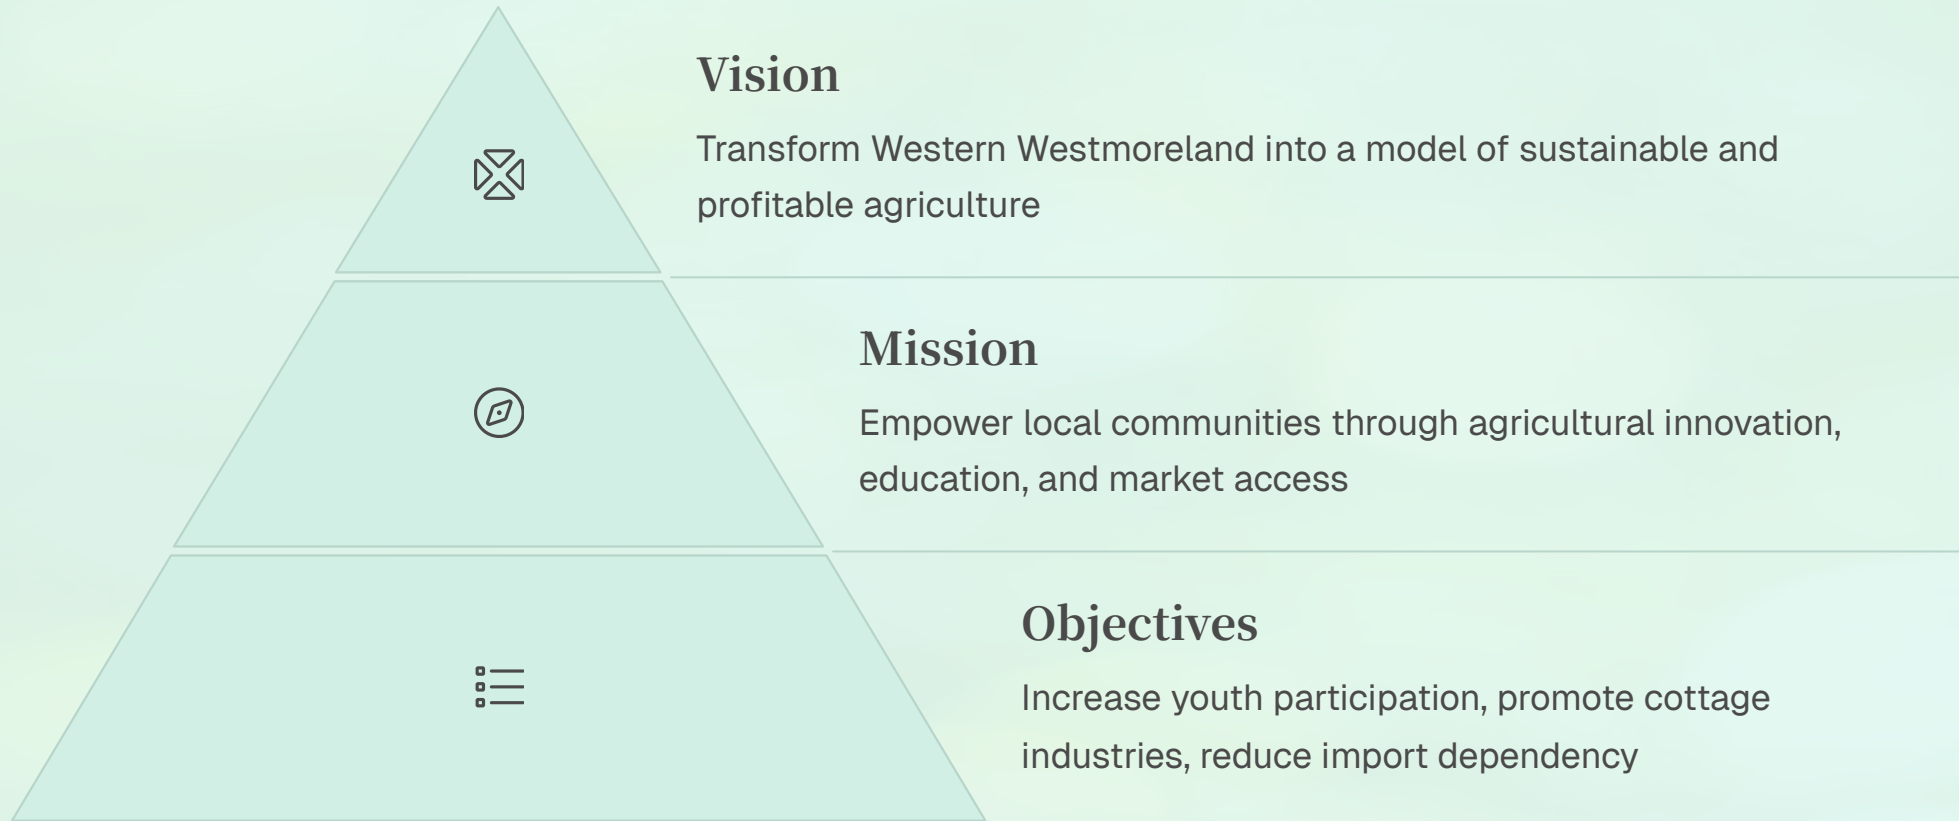 Vision
Transform Western Westmoreland into a model of sustainable and
profitable agriculture
Mission
Empower local communities through agricultural innovation,
education, and market access
Objectives
Increase youth participation, promote cottage
industries, reduce import dependency